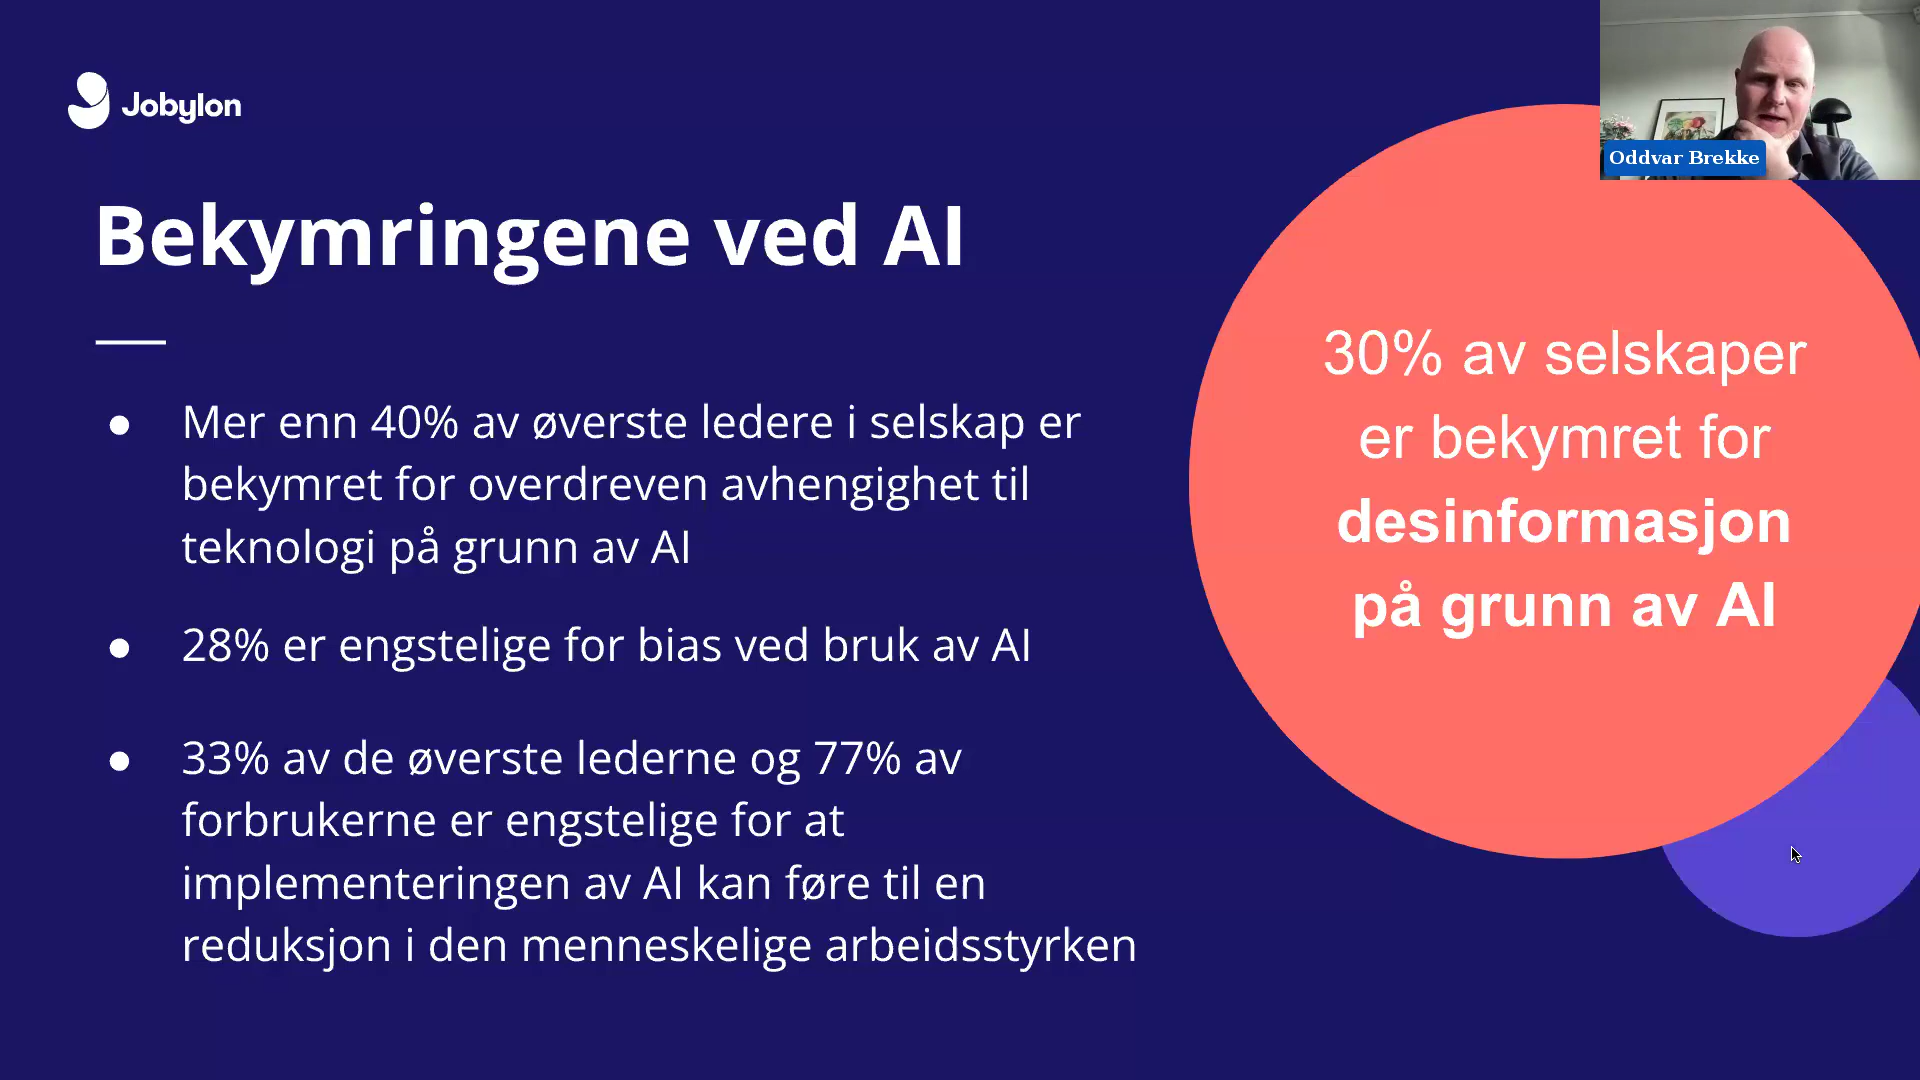 Jobylon
Bekymringene ved AI
● Mer enn 40% av øverste ledere i selskap er
bekymret for overdreven avhengighet til
teknologi på grunn av AI
● 28% er engstelige for bias ved bruk av AI
● 33% av de øverste lederne og 77% av
forbrukerne er engstelige for at
implementeringen av AI kan føre til en
reduksjon i den menneskelige arbeidsstyrken
30% av selskaper
er bekymret for
desinformasjon
på grunn av AI
Oddvar Brekke